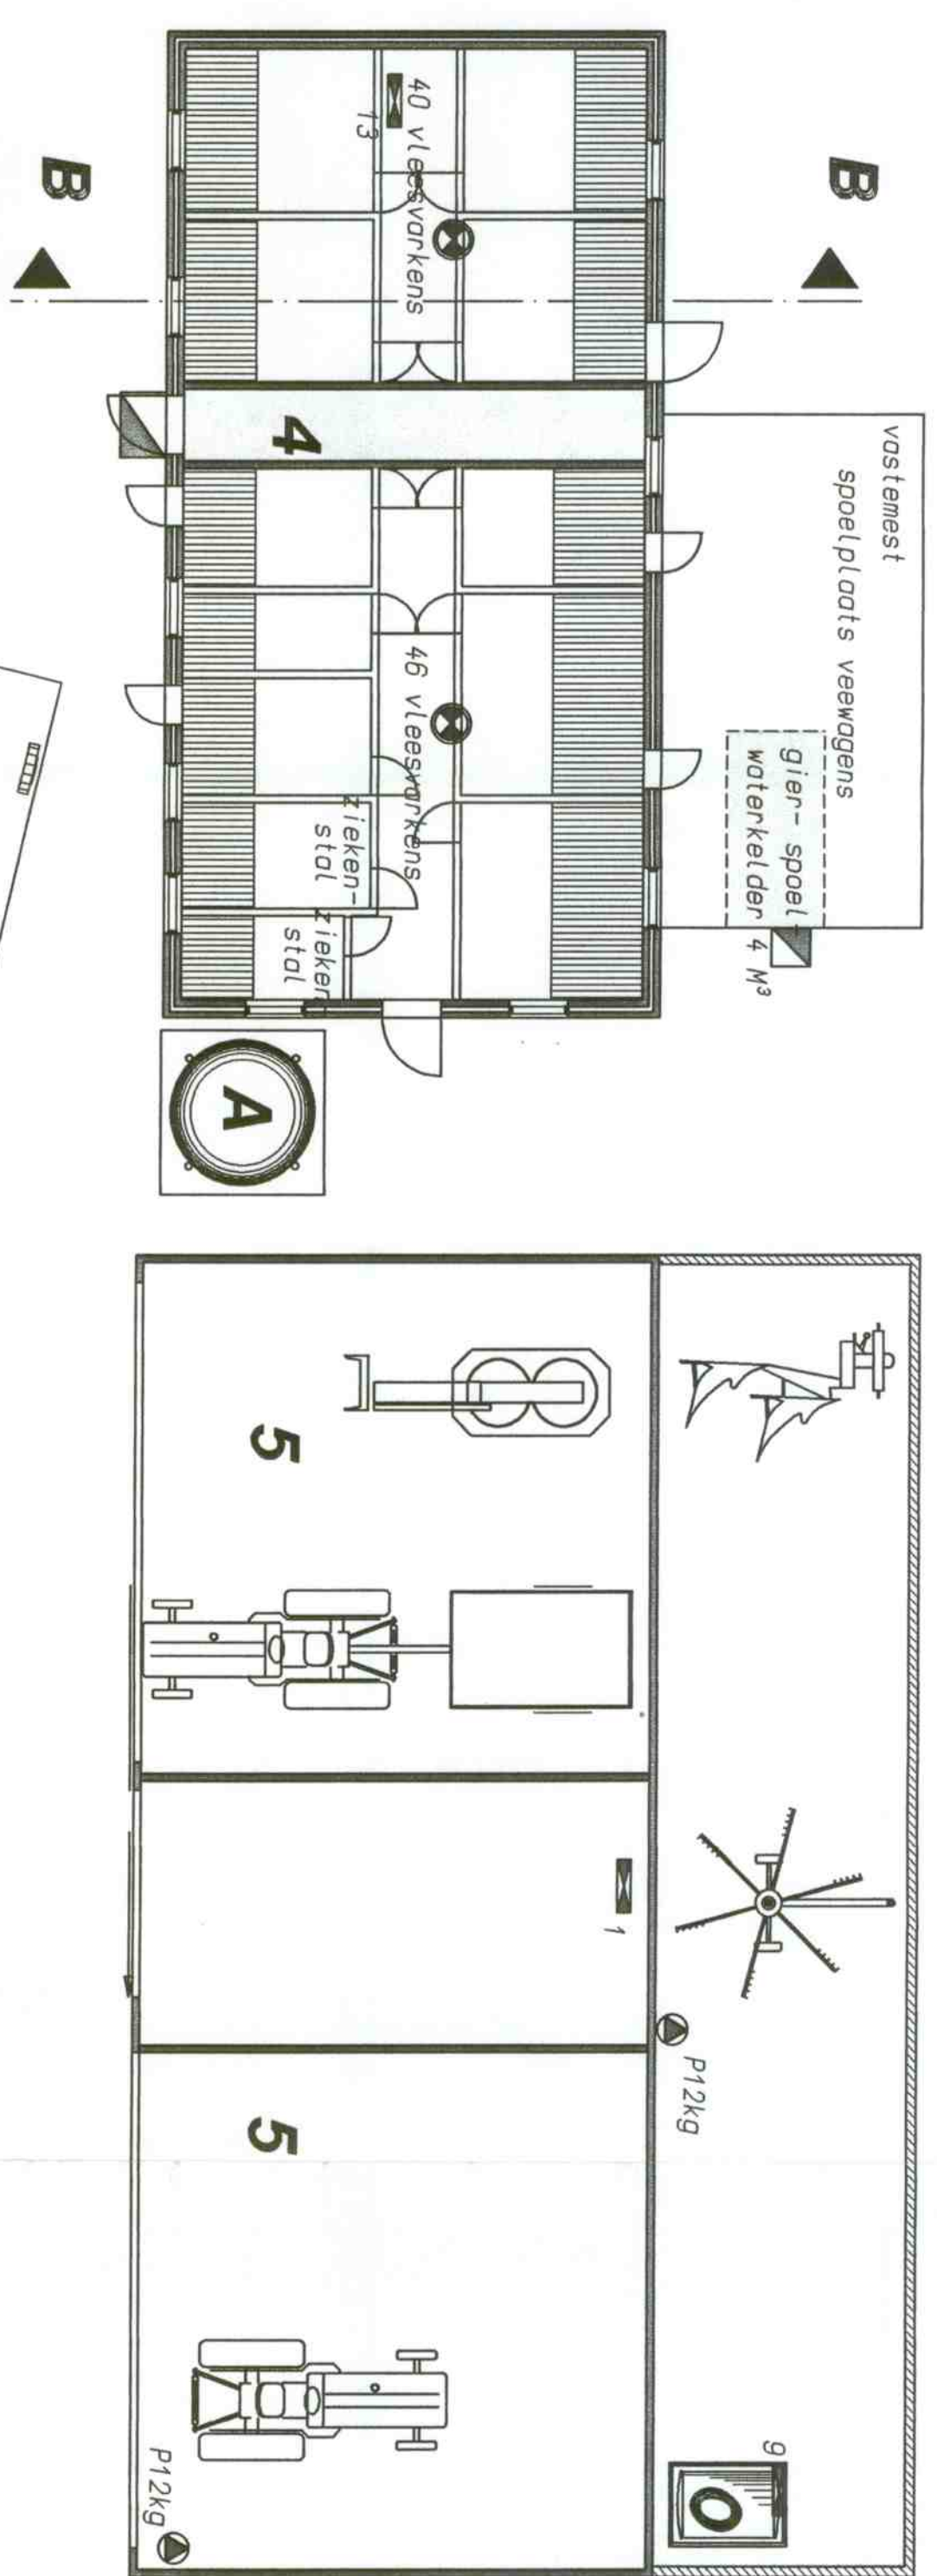 B
B
13
40 vleesvarkens
4
vastemest
spoelplaats veewagens
gier- spoel-
waterkelder 4 M³
46 vleesvarkens
zieken-
stal
zieken
stal
A
5
1
P12kg
5
P12kg
9
O